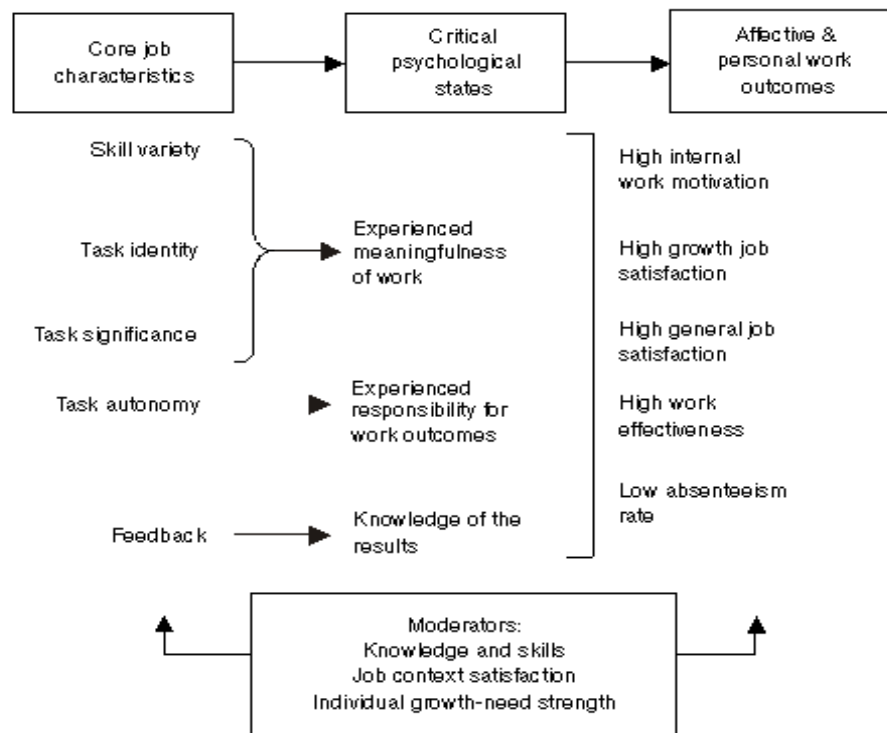 Core job
characteristics
Critical
psychological
states
Affective &
personal work
outcomes
Skill variety
Task identity
Task significance
Task autonomy
Feedback
Experienced
meaningfulness
of work
Experienced
responsibility for
work outcomes
Knowledge of the
results
High internal
work motivation
High growth job
satisfaction
High general job
satisfaction
High work
effectiveness
Low absenteeism
rate
Moderators:
Knowledge and skills
Job context satisfaction
Individual growth-need strength